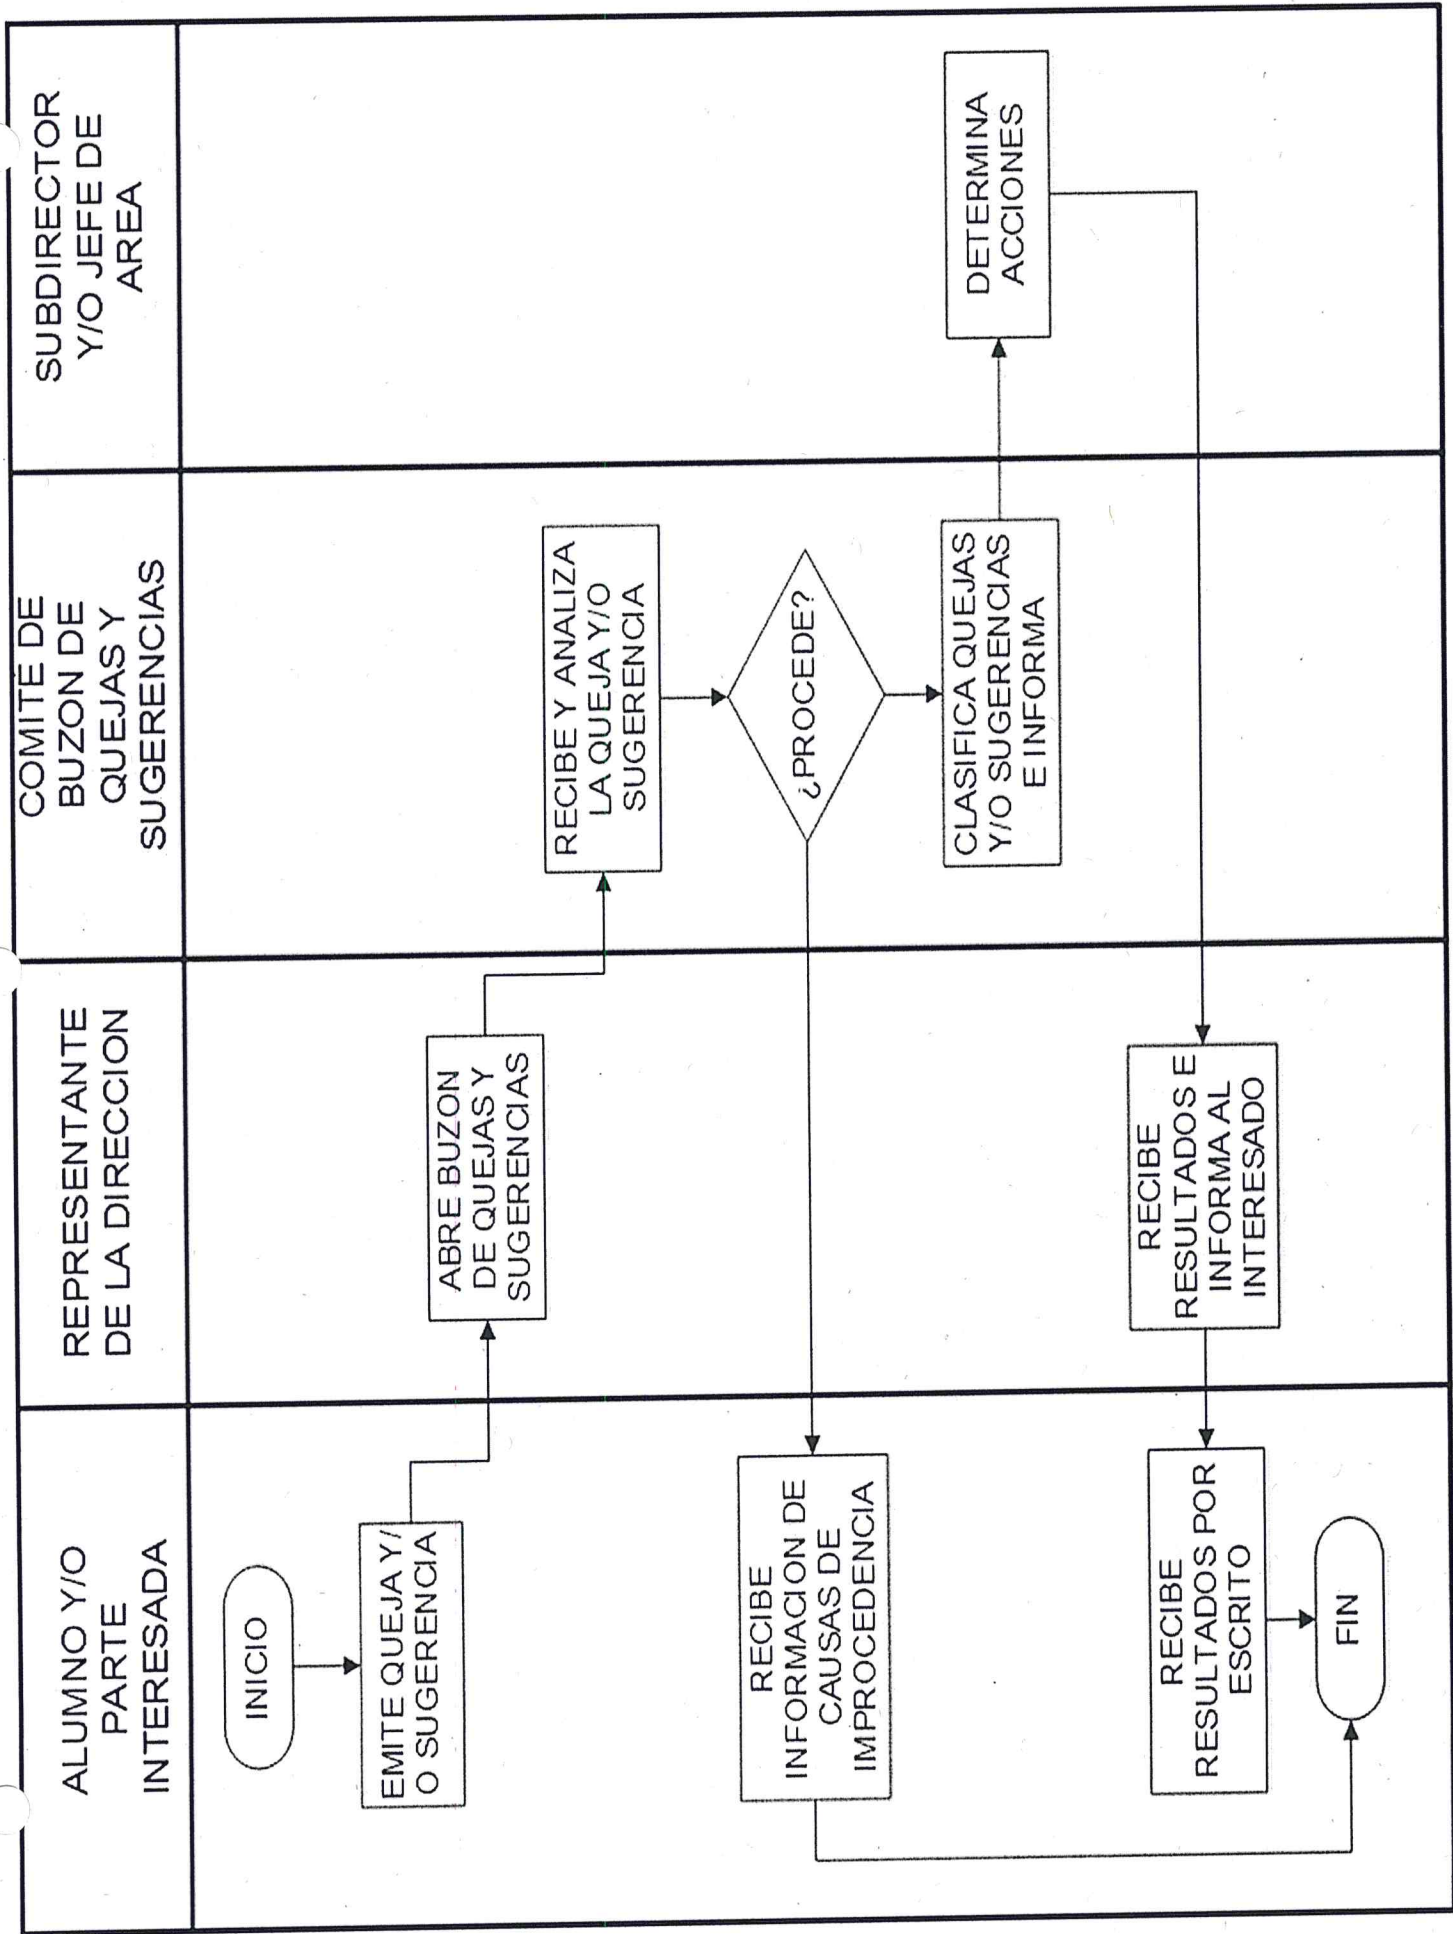 ALUMNO Y/O
PARTE
INTERESADA
REPRESENTANTE
DE LA DIRECCION
COMITE DE
BUZON DE
QUEJAS Y
SUGERENCIAS
SUBDIRECTOR
Y/O JEFE DE
AREA
INICIO
EMITE QUEJA Y/
O SUGERENCIA
ABRE BUZON
DE QUEJAS Y
SUGERENCIAS
RECIBE Y ANALIZA
LA QUEJA Y/O
SUGERENCIA
¿PROCEDE?
RECIBE
INFORMACION DE
CAUSAS DE
IMPROCEDENCIA
CLASIFICA QUEJAS
Y/O SUGERENCIAS
E INFORMA
DETERMINA
ACCIONES
RECIBE
RESULTADOS E
INFORMA AL
INTERESADO
RECIBE
RESULTADOS POR
ESCRITO
FIN